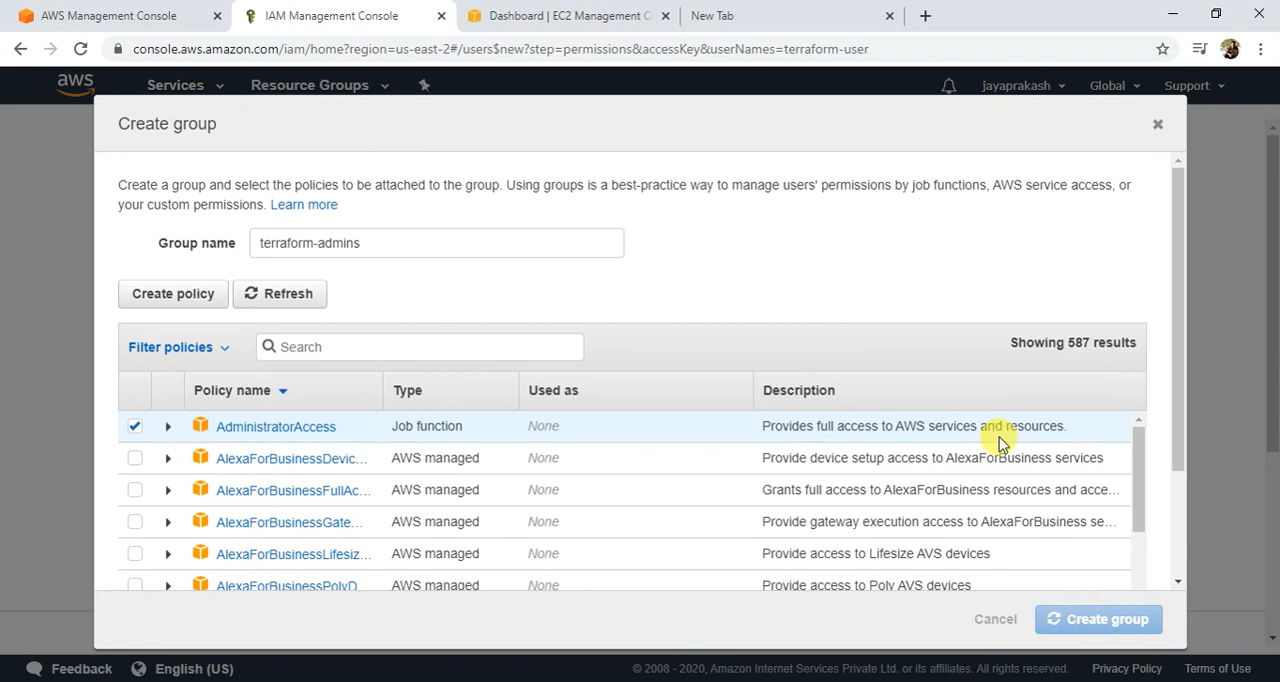 AWS Management Console
IAM Management Console
Dashboard | EC2 Management C
New Tab
console.aws.amazon.com/iam/home?region=us-east-2#/users$new?step=permissions&accessKey&userNames=terraform-user
aws Services Resource Groups jayaprakash Global Support
Create group
Create a group and select the policies to be attached to the group. Using groups is a best-practice way to manage users' permissions by job functions, AWS service access, or
your custom permissions. Learn more
Group name terraform-admins
Create policy Refresh
Filter policies Search Showing 587 results
Policy name Type Used as Description
AdministratorAccess Job function None Provides full access to AWS services and resources.
AlexaForBusinessDevic... AWS managed None Provide device setup access to AlexaForBusiness services
AlexaForBusinessFullAc... AWS managed None Grants full access to AlexaForBusiness resources and acce...
AlexaForBusinessGate... AWS managed None Provide gateway execution access to AlexaForBusiness se...
AlexaForBusinessLifesiz... AWS managed None Provide access to Lifesize AVS devices
AlexaForBusinessPolyD AWS managed None Provide access to Poly AVS devices
Cancel Create group
Feedback English (US) © 2008 - 2020, Amazon Internet Services Private Ltd. or its affiliates. All rights reserved. Privacy Policy Terms of Use